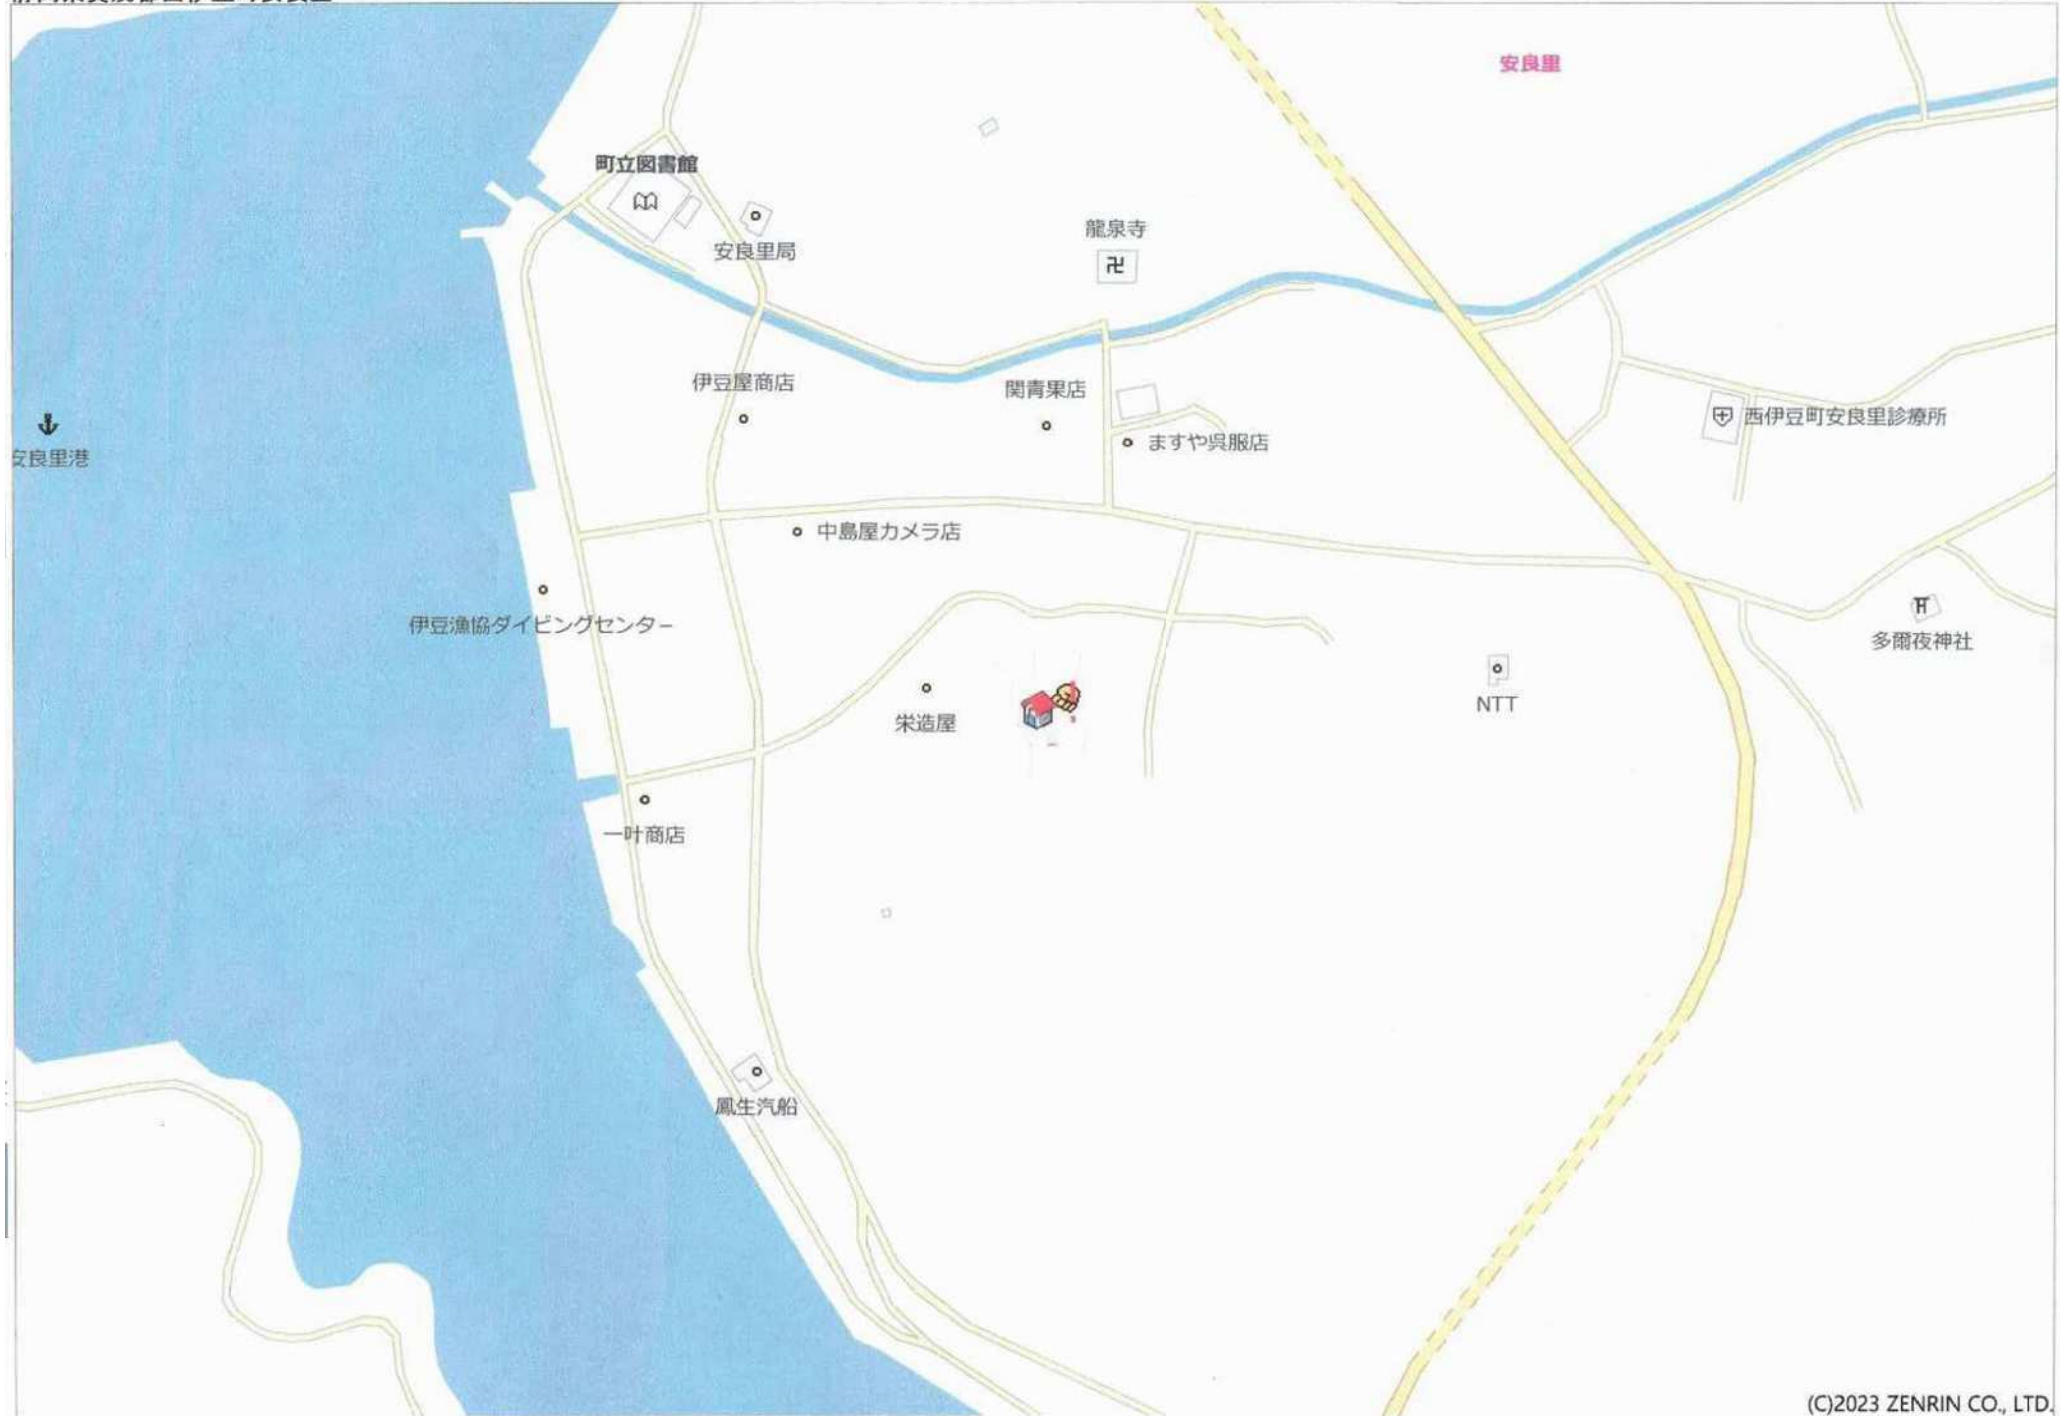 安良里
町立図書館
安良里局
龍泉寺
伊豆屋商店
関青果店
ますや呉服店
西伊豆町安良里診療所
安良里港
中島屋カメラ店
伊豆漁協ダイビングセンター
多爾夜神社
栄造屋
NTT
一叶商店
鳳生汽船
(C)2023 ZENRIN CO., LTD.